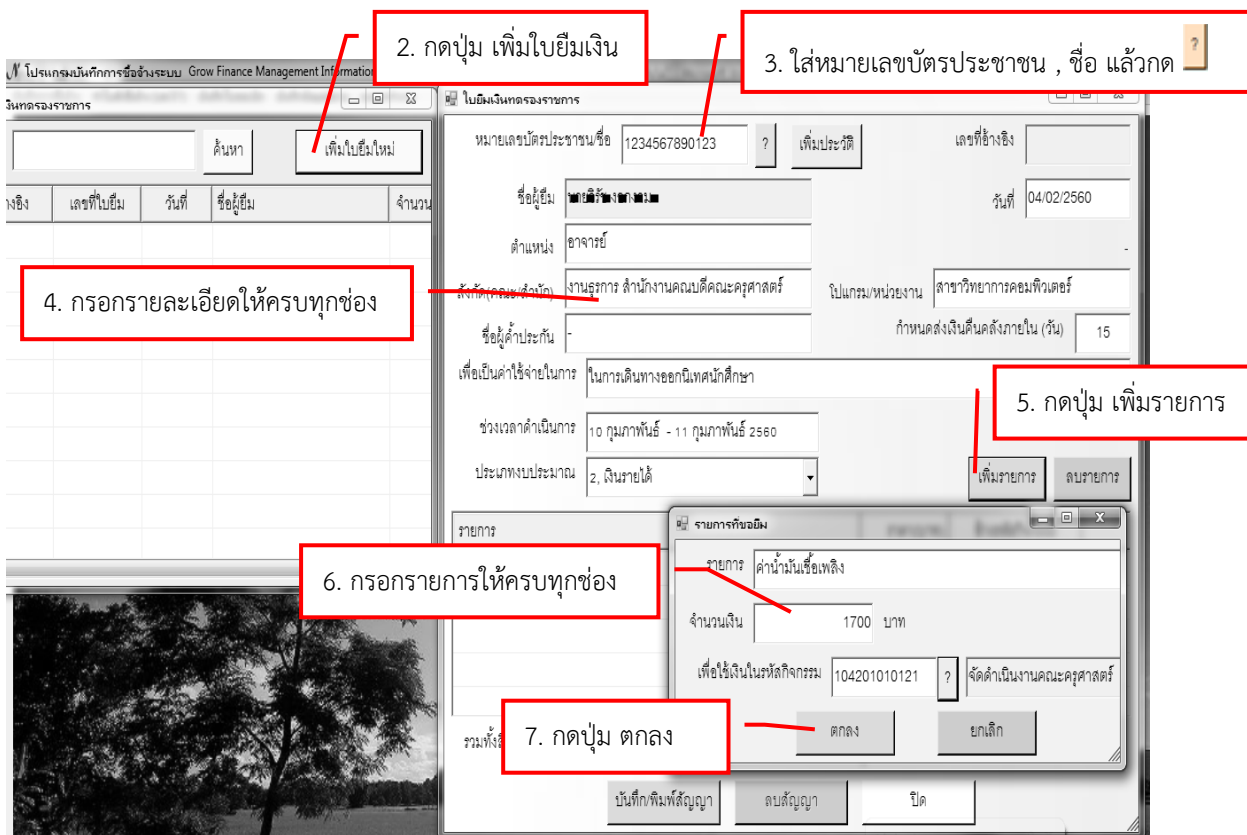 2. กดปุ่ม เพิ่มใบยืมเงิน
3. ใส่หมายเลขบัตรประชาชน , ชื่อ แล้วกด ?
โปรแกรมบันทึกการซื้อจ้างระบบ Grow Finance Management Information
เงินทดรองราชการ
ค้นหา
เพิ่มใบยืมใหม่
างอิง
เลขที่ใบยืม
วันที่
ชื่อผู้ยืม
จำนวน
4. กรอกรายละเอียดให้ครบทุกช่อง
ใบยืมเงินทดรองราชการ
หมายเลขบัตรประชาชน/ชื่อ
1234567890123
?
เพิ่มประวัติ
เลขที่อ้างอิง
ชื่อผู้ยืม
วันที่
04/02/2560
ตำแหน่ง
อาจารย์
-
สังกัด(คณะ/สำนัก)
งานธุรการ สำนักงานคณบดีคณะครุศาสตร์
โปแกรม/หน่วยงาน
สาขาวิทยาการคอมพิวเตอร์
ชื่อผู้ค้ำประกัน
-
กำหนดส่งเงินคืนคลังภายใน (วัน)
15
เพื่อเป็นค่าใช้จ่ายในการ
ในการเดินทางออกนิเทศนักศึกษา
5. กดปุ่ม เพิ่มรายการ
ช่วงเวลาดำเนินการ
10 กุมภาพันธ์ - 11 กุมภาพันธ์ 2560
ประเภทงบประมาณ
2, เงินรายได้
เพิ่มรายการ
ลบรายการ
รายการ
รายการที่ขอยืม
6. กรอกรายการให้ครบทุกช่อง
รายการ
ค่าน้ำมันเชื้อเพลิง
จำนวนเงิน
1700
บาท
เพื่อใช้เงินในรหัสกิจกรรม
104201010121
?
จัดดำเนินงานคณะครุศาสตร์
7. กดปุ่ม ตกลง
ตกลง
ยกเลิก
บันทึก/พิมพ์สัญญา
ลบสัญญา
ปิด